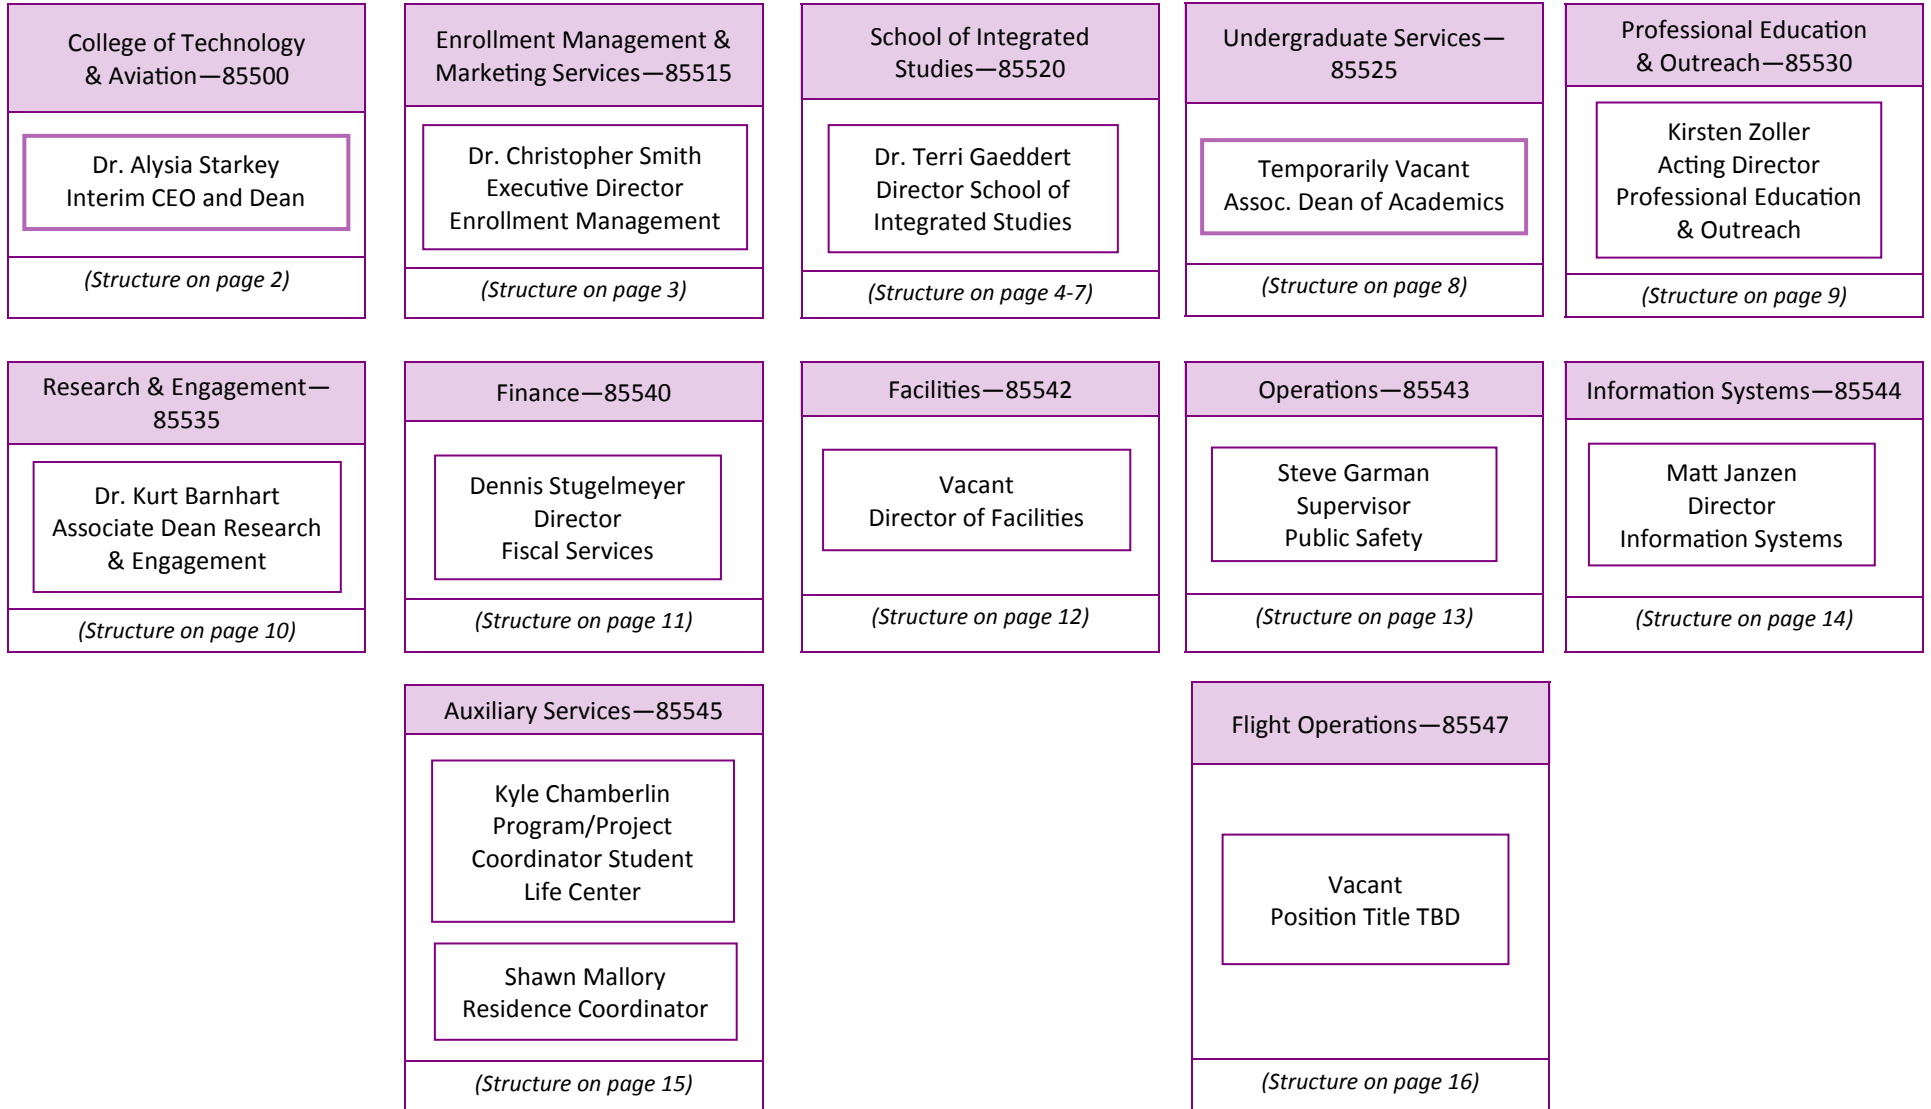 College of Technology
& Aviation—85500
Dr. Alysia Starkey
Interim CEO and Dean
(Structure on page 2)
Enrollment Management &
Marketing Services—85515
Dr. Christopher Smith
Executive Director
Enrollment Management
(Structure on page 3)
School of Integrated
Studies—85520
Dr. Terri Gaeddert
Director School of
Integrated Studies
(Structure on page 4-7)
Undergraduate Services—
85525
Temporarily Vacant
Assoc. Dean of Academics
(Structure on page 8)
Professional Education
& Outreach—85530
Kirsten Zoller
Acting Director
Professional Education
& Outreach
(Structure on page 9)
Research & Engagement—
85535
Dr. Kurt Barnhart
Associate Dean Research
& Engagement
(Structure on page 10)
Finance—85540
Dennis Stugelmeyer
Director
Fiscal Services
(Structure on page 11)
Facilities—85542
Vacant
Director of Facilities
(Structure on page 12)
Operations—85543
Steve Garman
Supervisor
Public Safety
(Structure on page 13)
Information Systems—85544
Matt Janzen
Director
Information Systems
(Structure on page 14)
Auxiliary Services—85545
Kyle Chamberlin
Program/Project
Coordinator Student
Life Center
Shawn Mallory
Residence Coordinator
(Structure on page 15)
Flight Operations—85547
Vacant
Position Title TBD
(Structure on page 16)